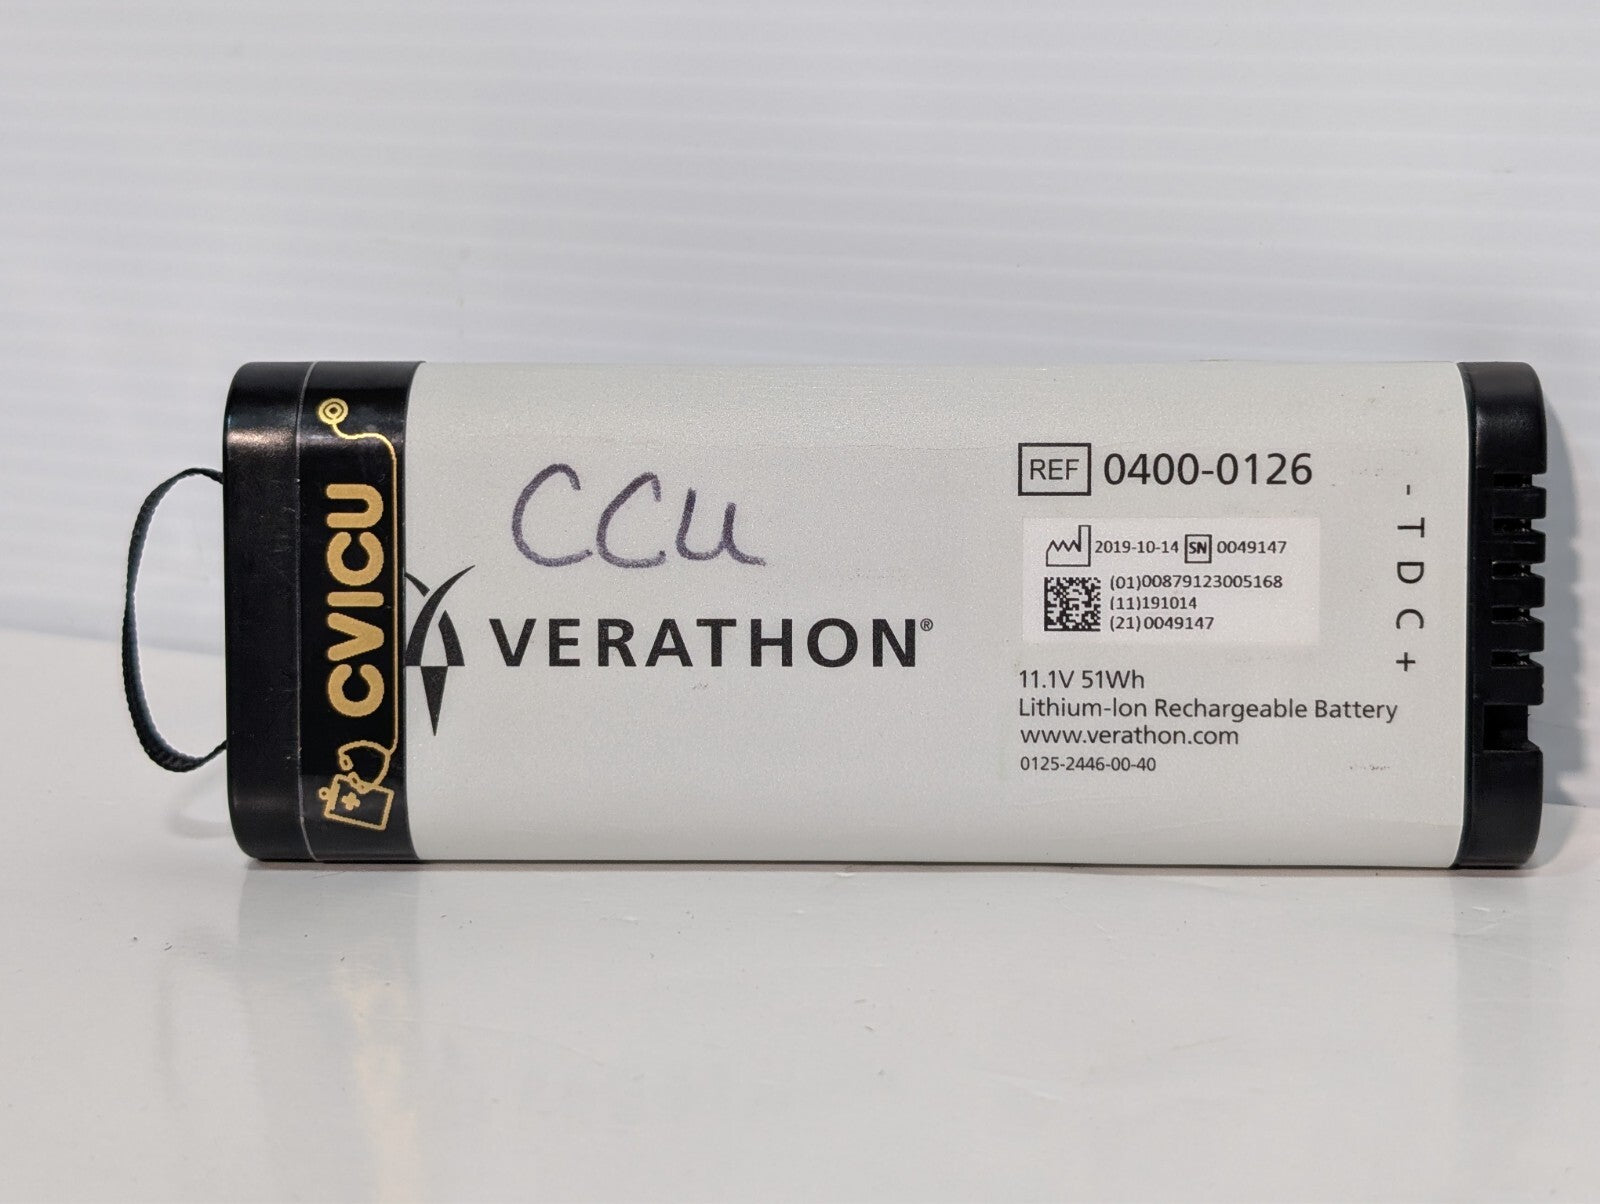 CVICU
CCU
VERATHON®
REF 0400-0126
2019-10-14 SN 0049147
(01)00879123005168
(11)191014
(21)0049147
11.1V 51Wh
Lithium-Ion Rechargeable Battery
www.verathon.com
0125-2446-00-40
- T D C +